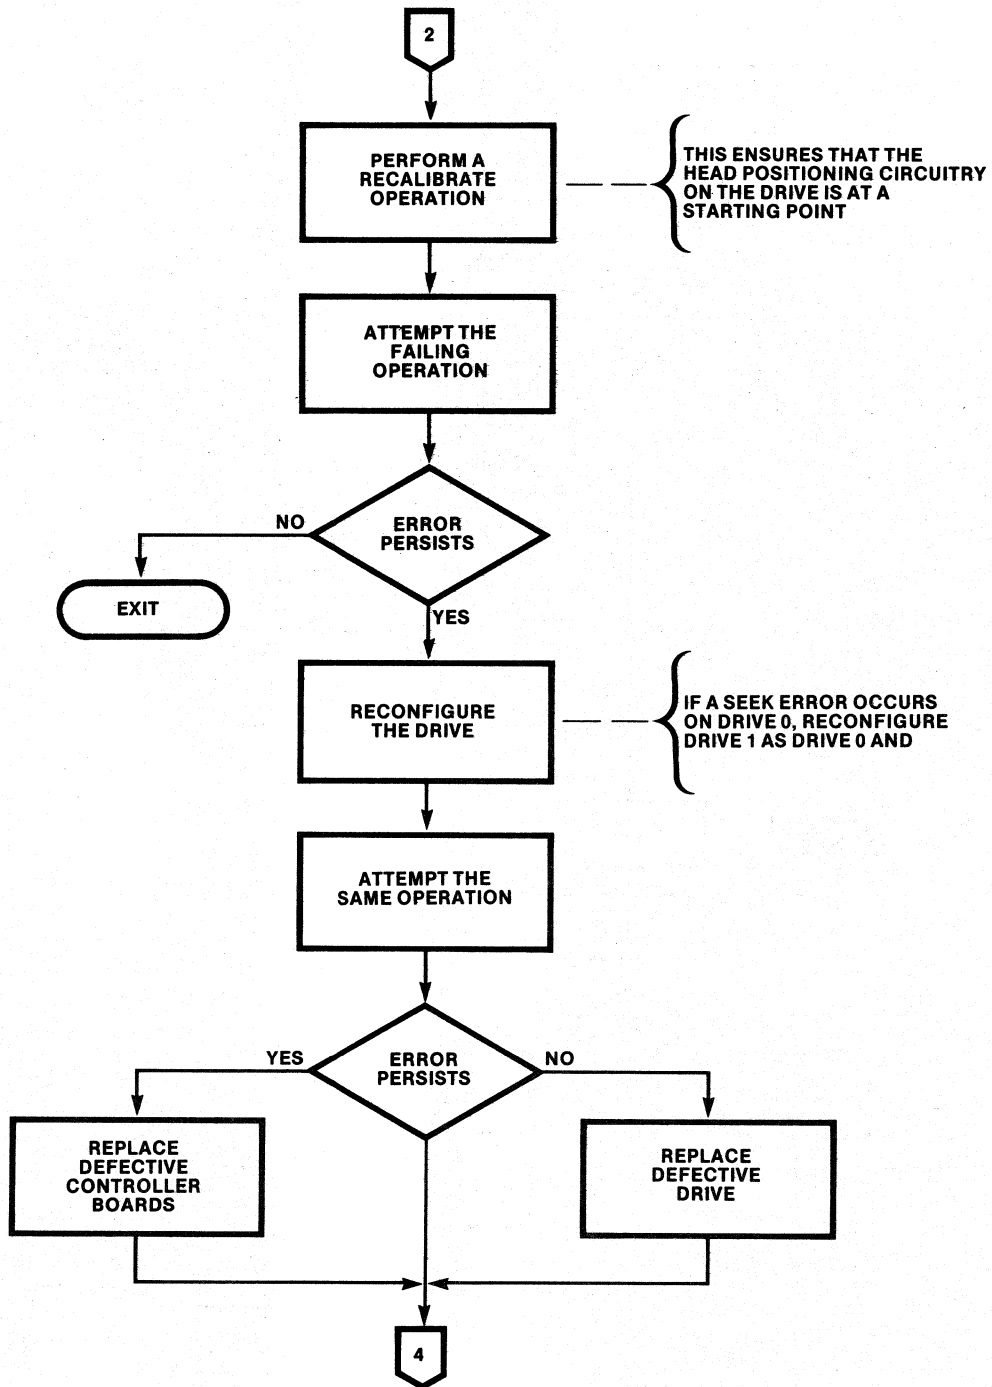 2
PERFORM A
RECALIBRATE
OPERATION
THIS ENSURES THAT THE
HEAD POSITIONING CIRCUITRY
ON THE DRIVE IS AT A
STARTING POINT
ATTEMPT THE
FAILING
OPERATION
ERROR
PERSISTS
NO
EXIT
YES
RECONFIGURE
THE DRIVE
IF A SEEK ERROR OCCURS
ON DRIVE 0, RECONFIGURE
DRIVE 1 AS DRIVE 0 AND
ATTEMPT THE
SAME OPERATION
ERROR
PERSISTS
YES
NO
REPLACE
DEFECTIVE
CONTROLLER
BOARDS
REPLACE
DEFECTIVE
DRIVE
4